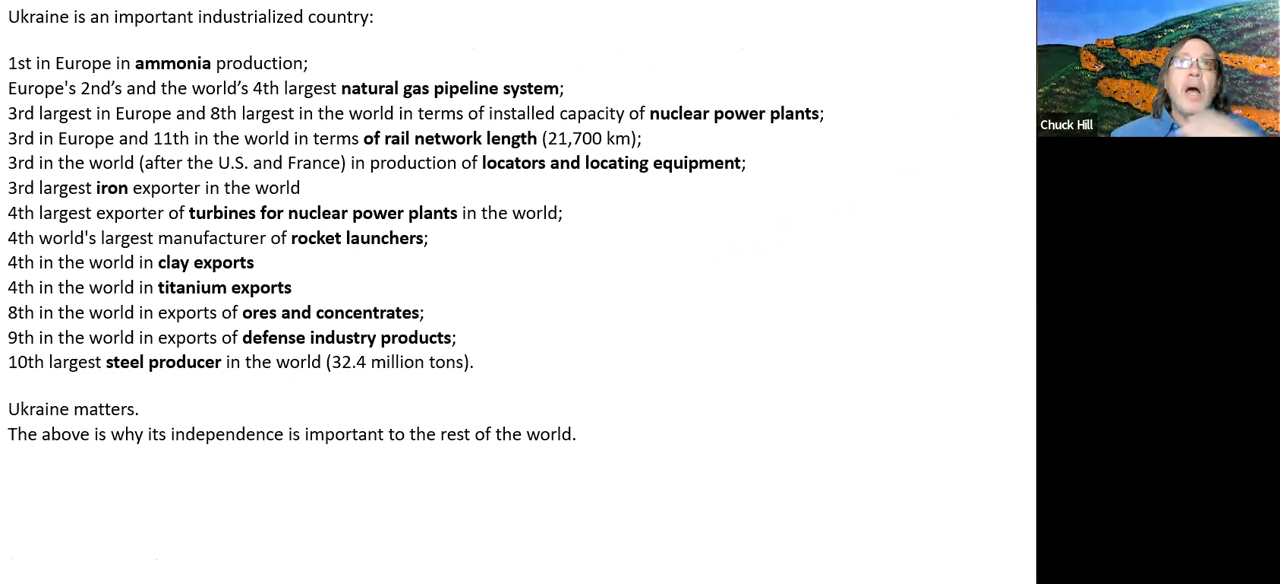 Ukraine is an important industrialized country:
1st in Europe in ammonia production;
Europe's 2nd's and the world's 4th largest natural gas pipeline system;
3rd largest in Europe and 8th largest in the world in terms of installed capacity of nuclear power plants;
3rd in Europe and 11th in the world in terms of rail network length (21,700 km);
3rd in the world (after the U.S. and France) in production of locators and locating equipment;
3rd largest iron exporter in the world
4th largest exporter of turbines for nuclear power plants in the world;
4th world's largest manufacturer of rocket launchers;
4th in the world in clay exports
4th in the world in titanium exports
8th in the world in exports of ores and concentrates;
9th in the world in exports of defense industry products;
10th largest steel producer in the world (32.4 million tons).
Ukraine matters.
The above is why its independence is important to the rest of the world.
Chuck Hill